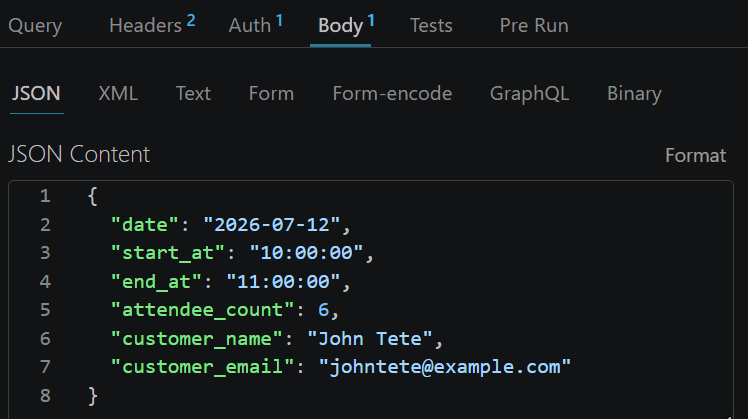 Query Headers 2 Auth 1 Body 1 Tests Pre Run
JSON XML Text Form Form-encode GraphQL Binary
JSON Content Format
1 {
2 "date": "2026-07-12",
3 "start_at": "10:00:00",
4 "end_at": "11:00:00",
5 "attendee_count": 6,
6 "customer_name": "John Tete",
7 "customer_email": "johntete@example.com"
8 }